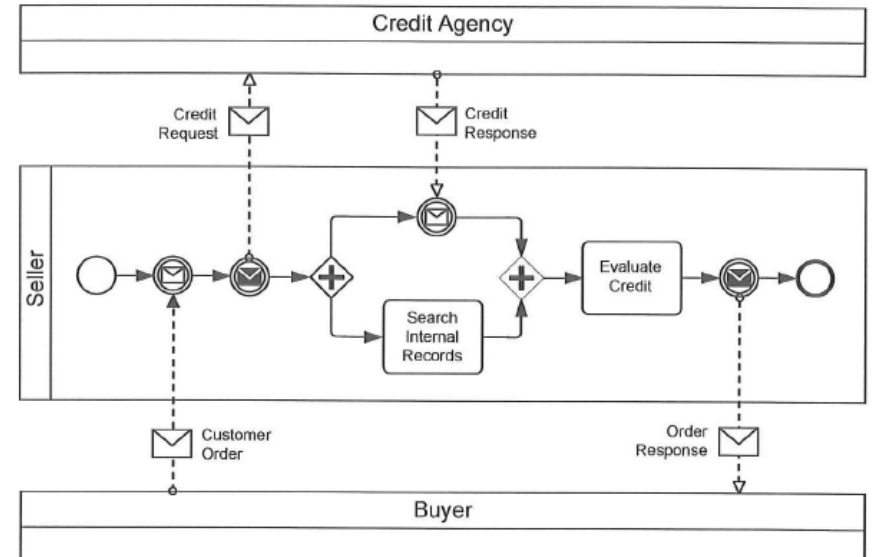 Credit Agency
Credit
Request
Credit
Response
Seller
Search
Internal
Records
Evaluate
Credit
Customer
Order
Order
Response
Buyer